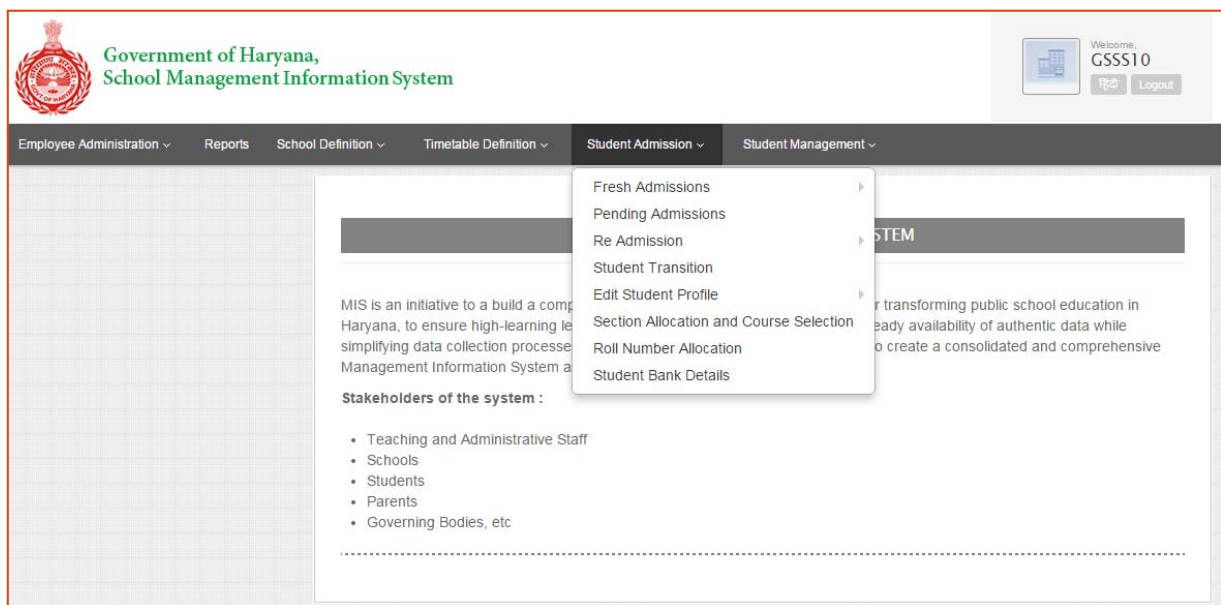 Government of Haryana,
School Management Information System
Welcome,
GSSS10
हिंदी Logout
Employee Administration Reports School Definition Timetable Definition Student Admission Student Management
Fresh Admissions
Pending Admissions
Re Admission
Student Transition
Edit Student Profile
Section Allocation and Course Selection
Roll Number Allocation
Student Bank Details
STEM
MIS is an initiative to a build a comp r transforming public school education in
Haryana, to ensure high-learning le eady availability of authentic data while
simplifying data collection processe o create a consolidated and comprehensive
Management Information System a
Stakeholders of the system :
• Teaching and Administrative Staff
• Schools
• Students
• Parents
• Governing Bodies, etc